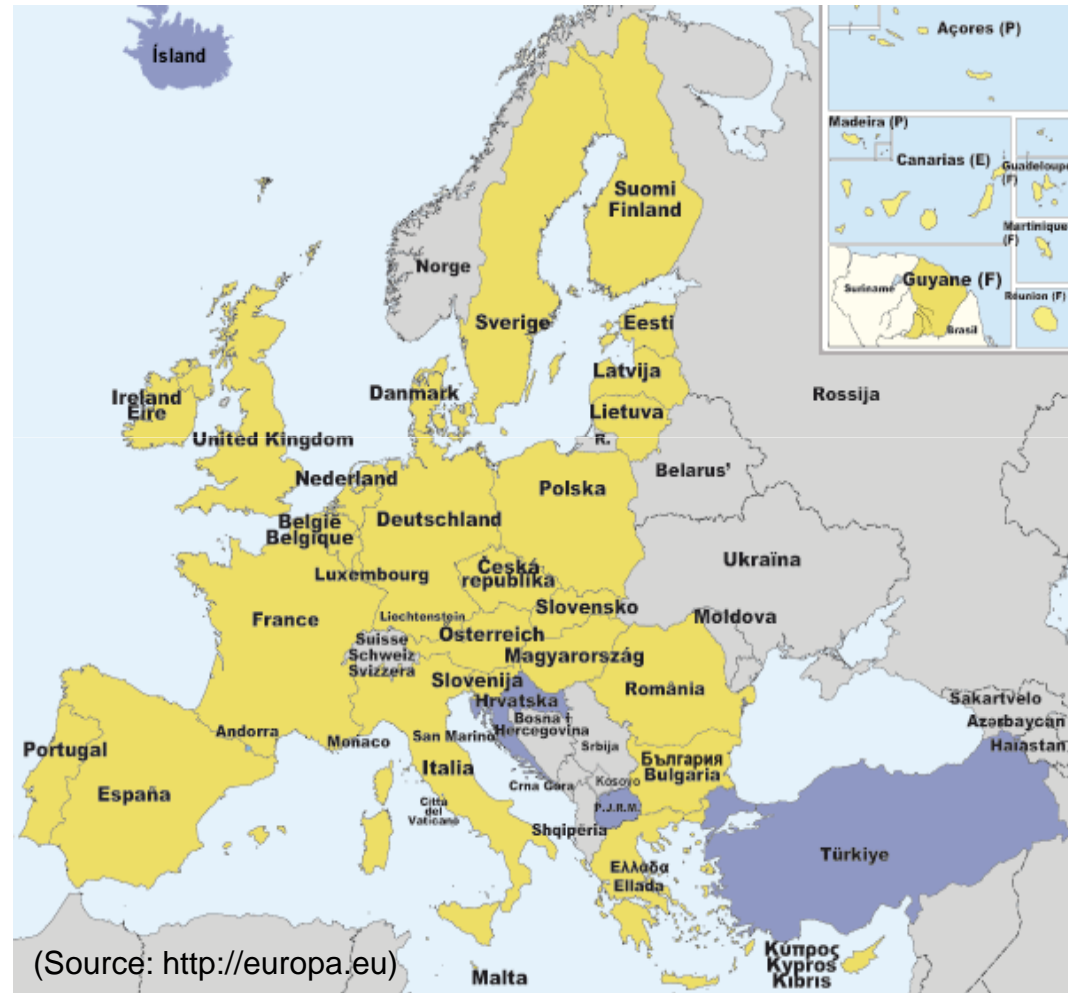 Ísland
Açores (P)
Madeira (P)
Canarias (E)
Guadeloupe
(F)
Martinique
(F)
Guyane (F)
Suriname
Brasil
Réunion (F)
Suomi
Finland
Norge
Sverige
Eesti
Latvija
Lietuva
R.
Danmark
Rossija
Ireland
Éire
United Kingdom
Nederland
Belarus'
Polska
België
Belgique
Deutschland
Ukraïna
Luxembourg
Česká
republika
Slovensko
France
Liechtenstein
Moldova
Suisse
Schweiz
Svizzera
Österreich
Magyarország
Slovenija
România
Hrvatska
Bosna i
Hercegovina
Sakartvelo
Azərbaycan
Haiastan
Andorra
Monaco
San Marino
Srbija
Portugal
Italia
България
Bulgaria
España
Crna Gora
Kosovo
P.J.R.M.
Città
del
Vaticano
Shqipëria
Türkiye
Ελλάδα
Ellada
Κύπρος
Kypros
Kıbrıs
Malta
(Source: http://europa.eu)